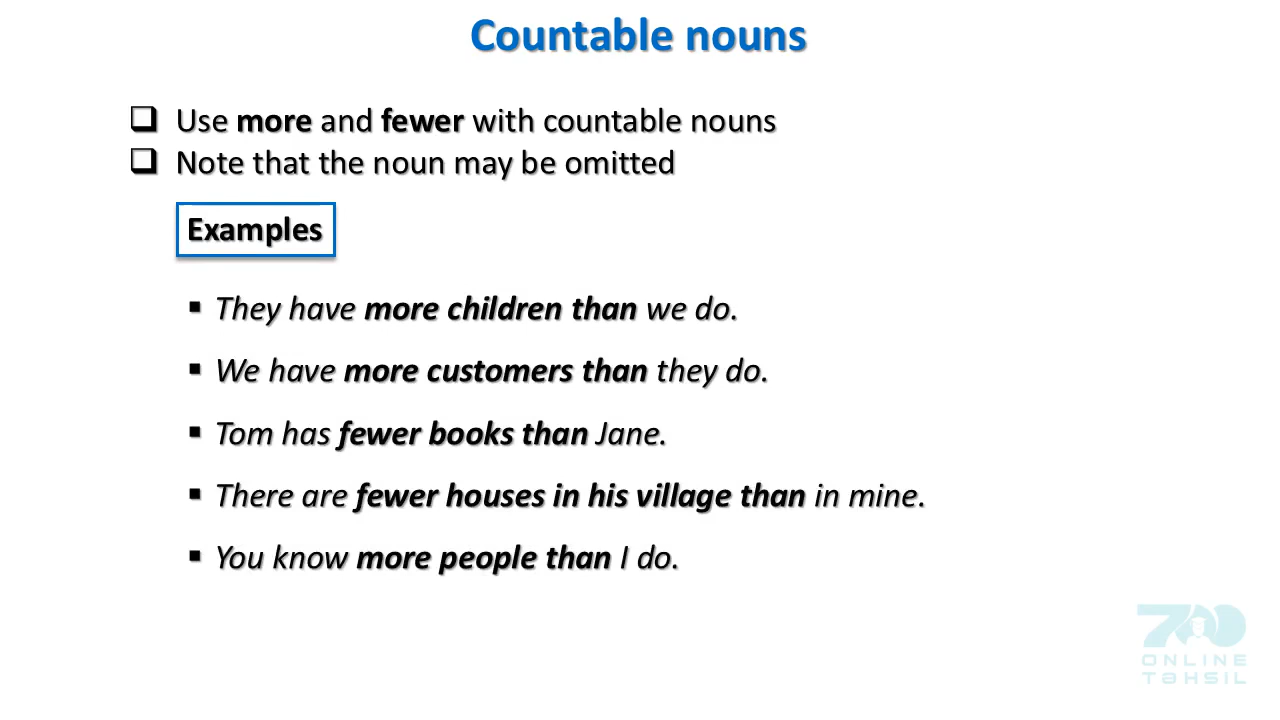 Countable nouns
Use more and fewer with countable nouns
Note that the noun may be omitted
Examples
They have more children than we do.
We have more customers than they do.
Tom has fewer books than Jane.
There are fewer houses in his village than in mine.
You know more people than I do.
700
ONLINE
TƏHSIL